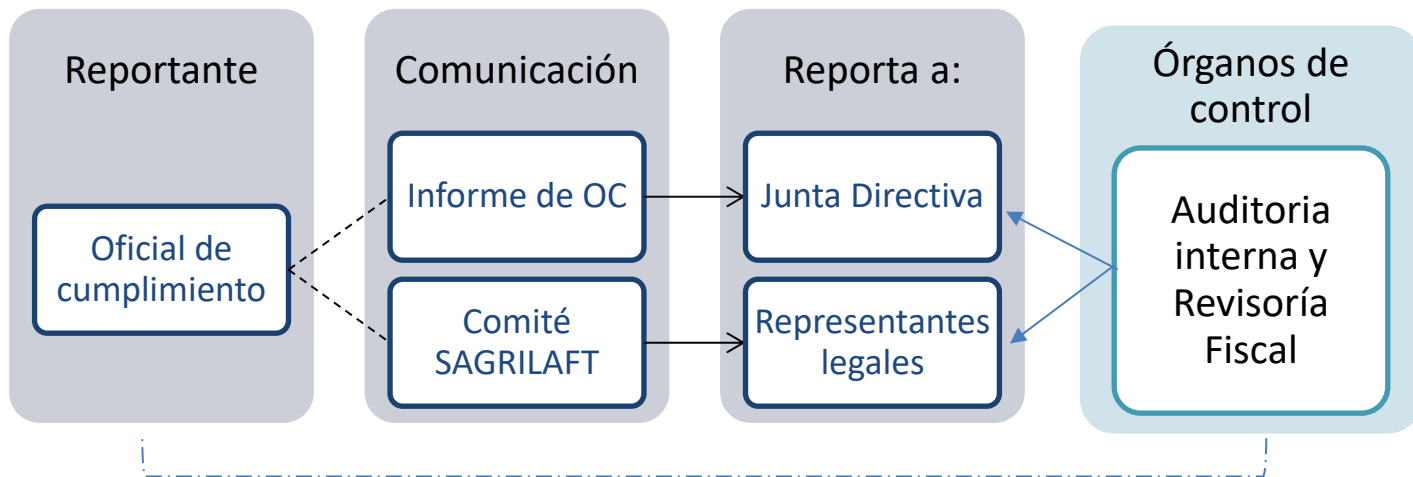 Reportante
Oficial de
cumplimiento
Comunicación
Informe de OC
Comité
SAGRILAFT
Reporta a:
Junta Directiva
Representantes
legales
Órganos de
control
Auditoria
interna y
Revisoría
Fiscal